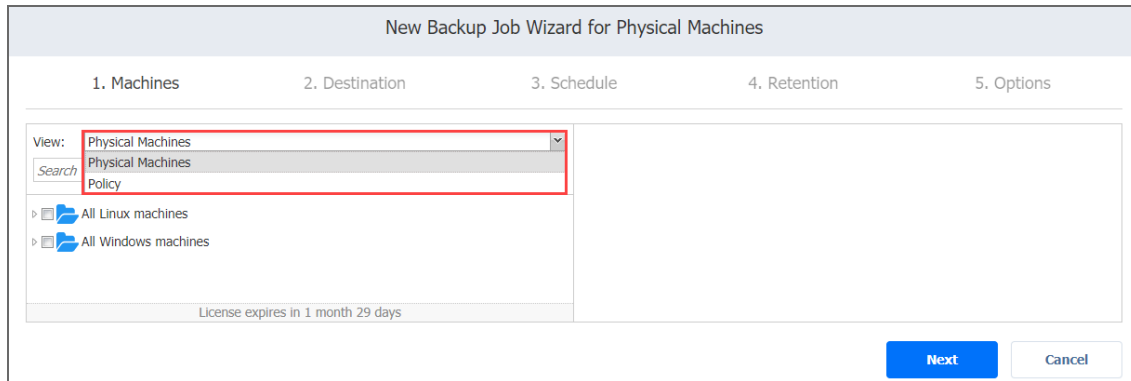 New Backup Job Wizard for Physical Machines
1. Machines 2. Destination 3. Schedule 4. Retention 5. Options
View: Physical Machines
Search Physical Machines
Policy
All Linux machines
All Windows machines
License expires in 1 month 29 days
Next Cancel